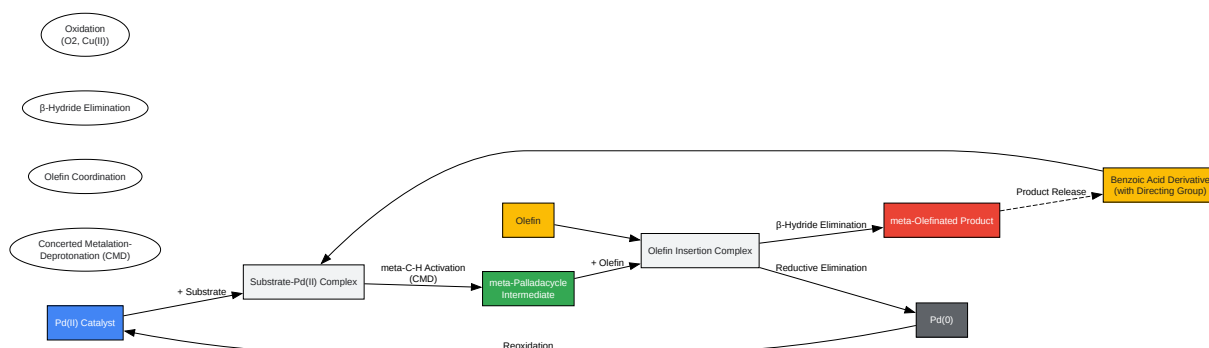 Oxidation
(O2, Cu(II))
β-Hydride Elimination
Olefin Coordination
Concerted Metalation-
Deprotonation (CMD)
Pd(II) Catalyst
+ Substrate
Substrate-Pd(II) Complex
meta-C-H Activation
(CMD)
meta-Palladacycle
Intermediate
Olefin
+ Olefin
Olefin Insertion Complex
β-Hydride Elimination
Reductive Elimination
meta-Olefinated Product
Product Release
Benzoic Acid Derivative
(with Directing Group)
Pd(0)
Reoxidation